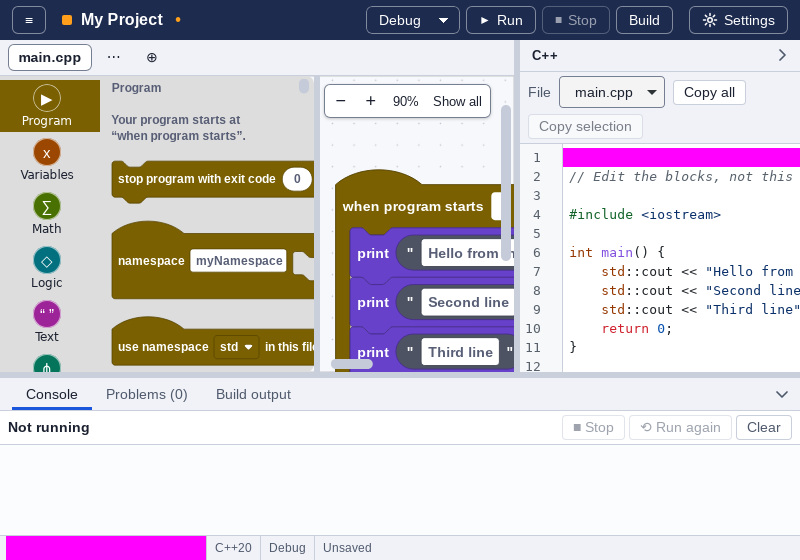 ≡ My Project • Debug Run Stop Build Settings
main.cpp ⋯ ⊕ C++
Program
Variables
Math
Logic
Text
Program
Your program starts at
“when program starts”.
stop program with exit code 0
namespace myNamespace
use namespace std in this file
− + 90% Show all
when program starts
print " Hello from
print " Second line
print " Third line "
File main.cpp Copy all
Copy selection
1
2 // Edit the blocks, not this
3
4 #include <iostream>
5
6 int main() {
7 std::cout << "Hello from
8 std::cout << "Second line
9 std::cout << "Third line"
10 return 0;
11 }
12
Console Problems (0) Build output
Not running Stop Run again Clear
C++20 Debug Unsaved